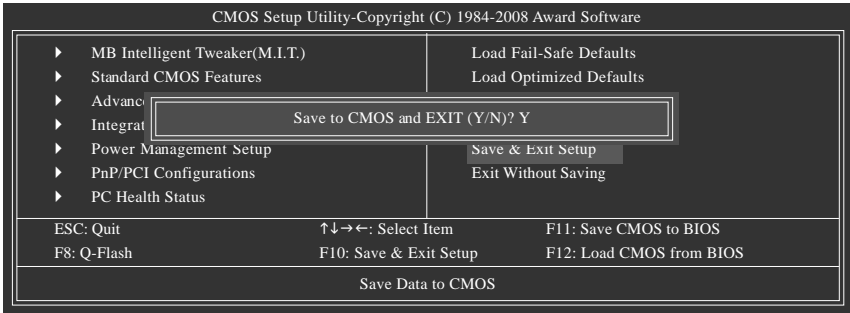 CMOS Setup Utility-Copyright (C) 1984-2008 Award Software
MB Intelligent Tweaker(M.I.T.)
Standard CMOS Features
Advanc
Integrat
Power Management Setup
PnP/PCI Configurations
PC Health Status
Load Fail-Safe Defaults
Load Optimized Defaults
Save & Exit Setup
Exit Without Saving
Save to CMOS and EXIT (Y/N)? Y
ESC: Quit ↑↓→←: Select Item F11: Save CMOS to BIOS
F8: Q-Flash F10: Save & Exit Setup F12: Load CMOS from BIOS
Save Data to CMOS